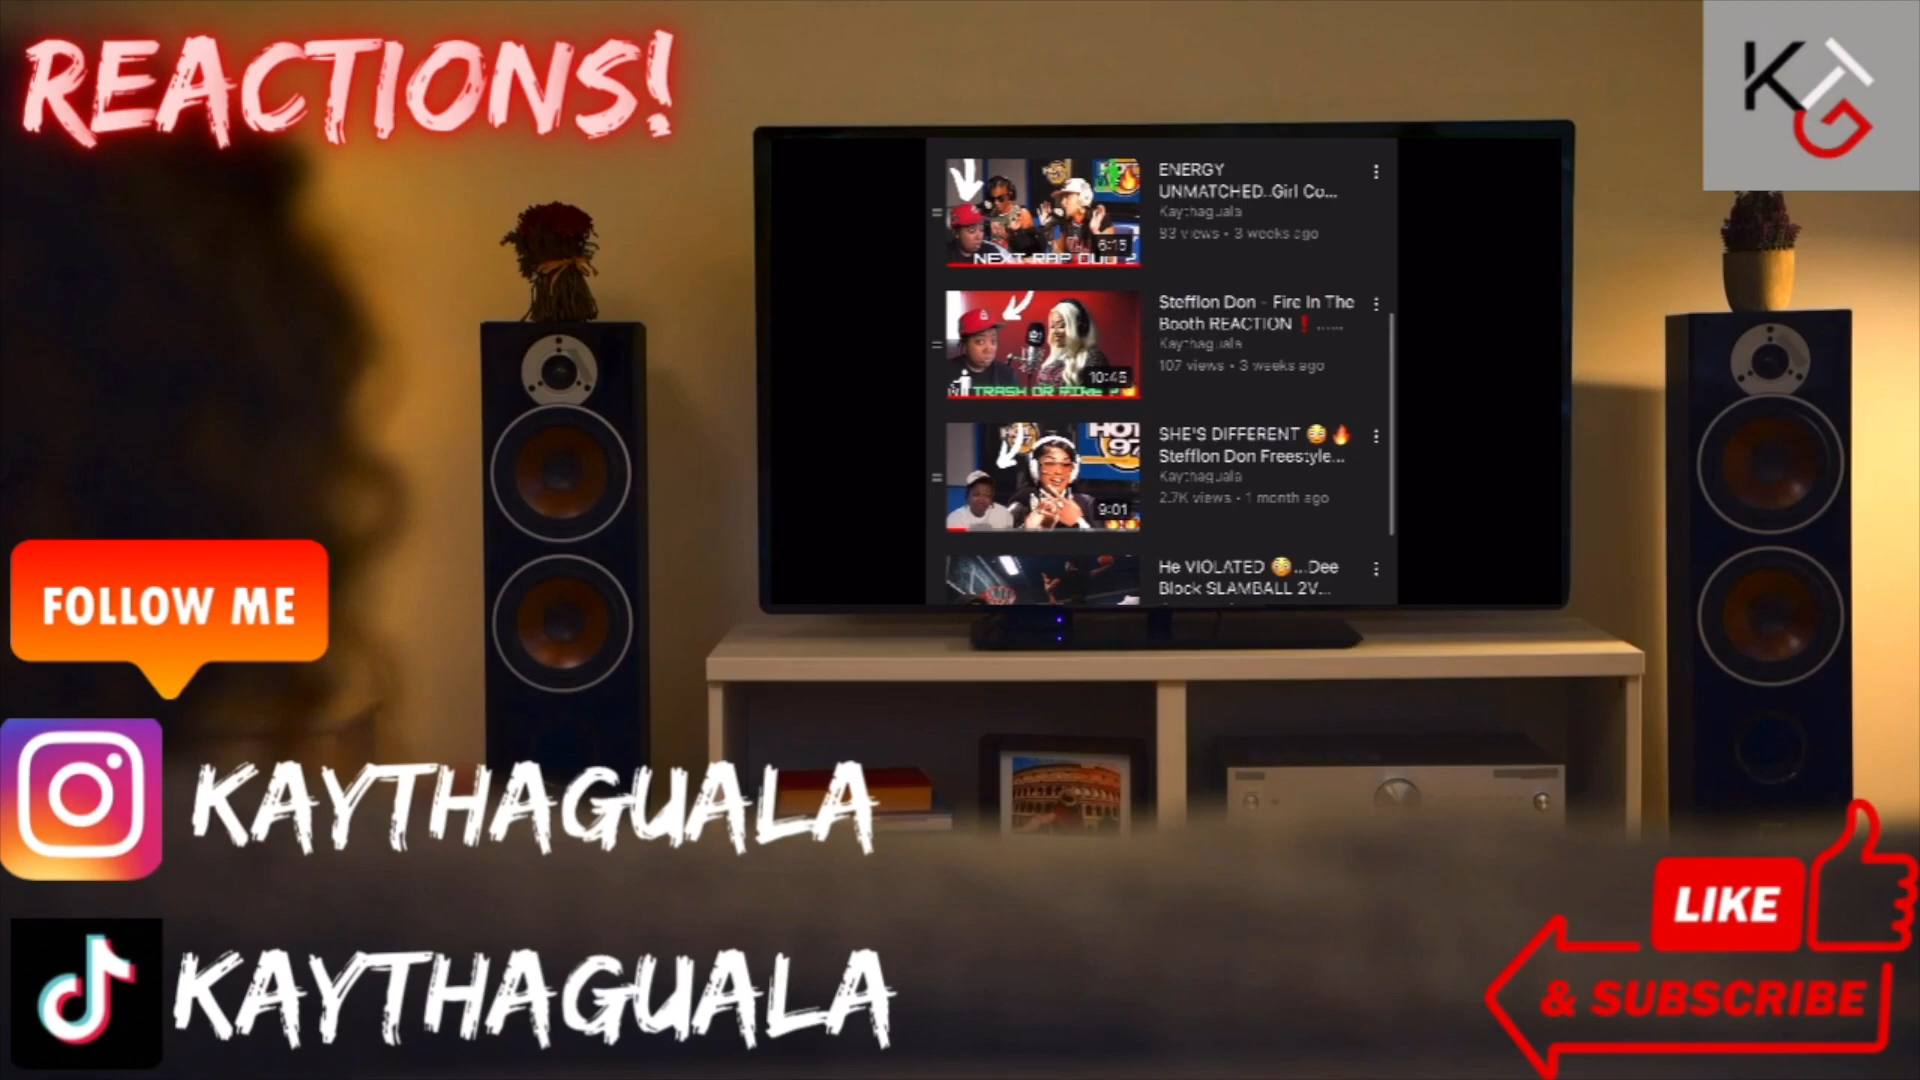 REACTIONS!
KTG
ENERGY
UNMATCHED..Girl Co...
Kaythaguala
93 views • 3 weeks ago
6:15
NEXT RAP DUO ?
Stefflon Don - Fire In The
Booth REACTION❗.....
Kaythaguala
107 views • 3 weeks ago
10:45
TRASH OR FIRE ?
SHE'S DIFFERENT 😳🔥
Stefflon Don Freestyle...
Kaythaguala
2.7K views • 1 month ago
HOT
97
9:01
He VIOLATED 😳...Dee
Block SLAMBALL 2V...
FOLLOW ME
KAYTHAGUALA
KAYTHAGUALA
LIKE
& SUBSCRIBE